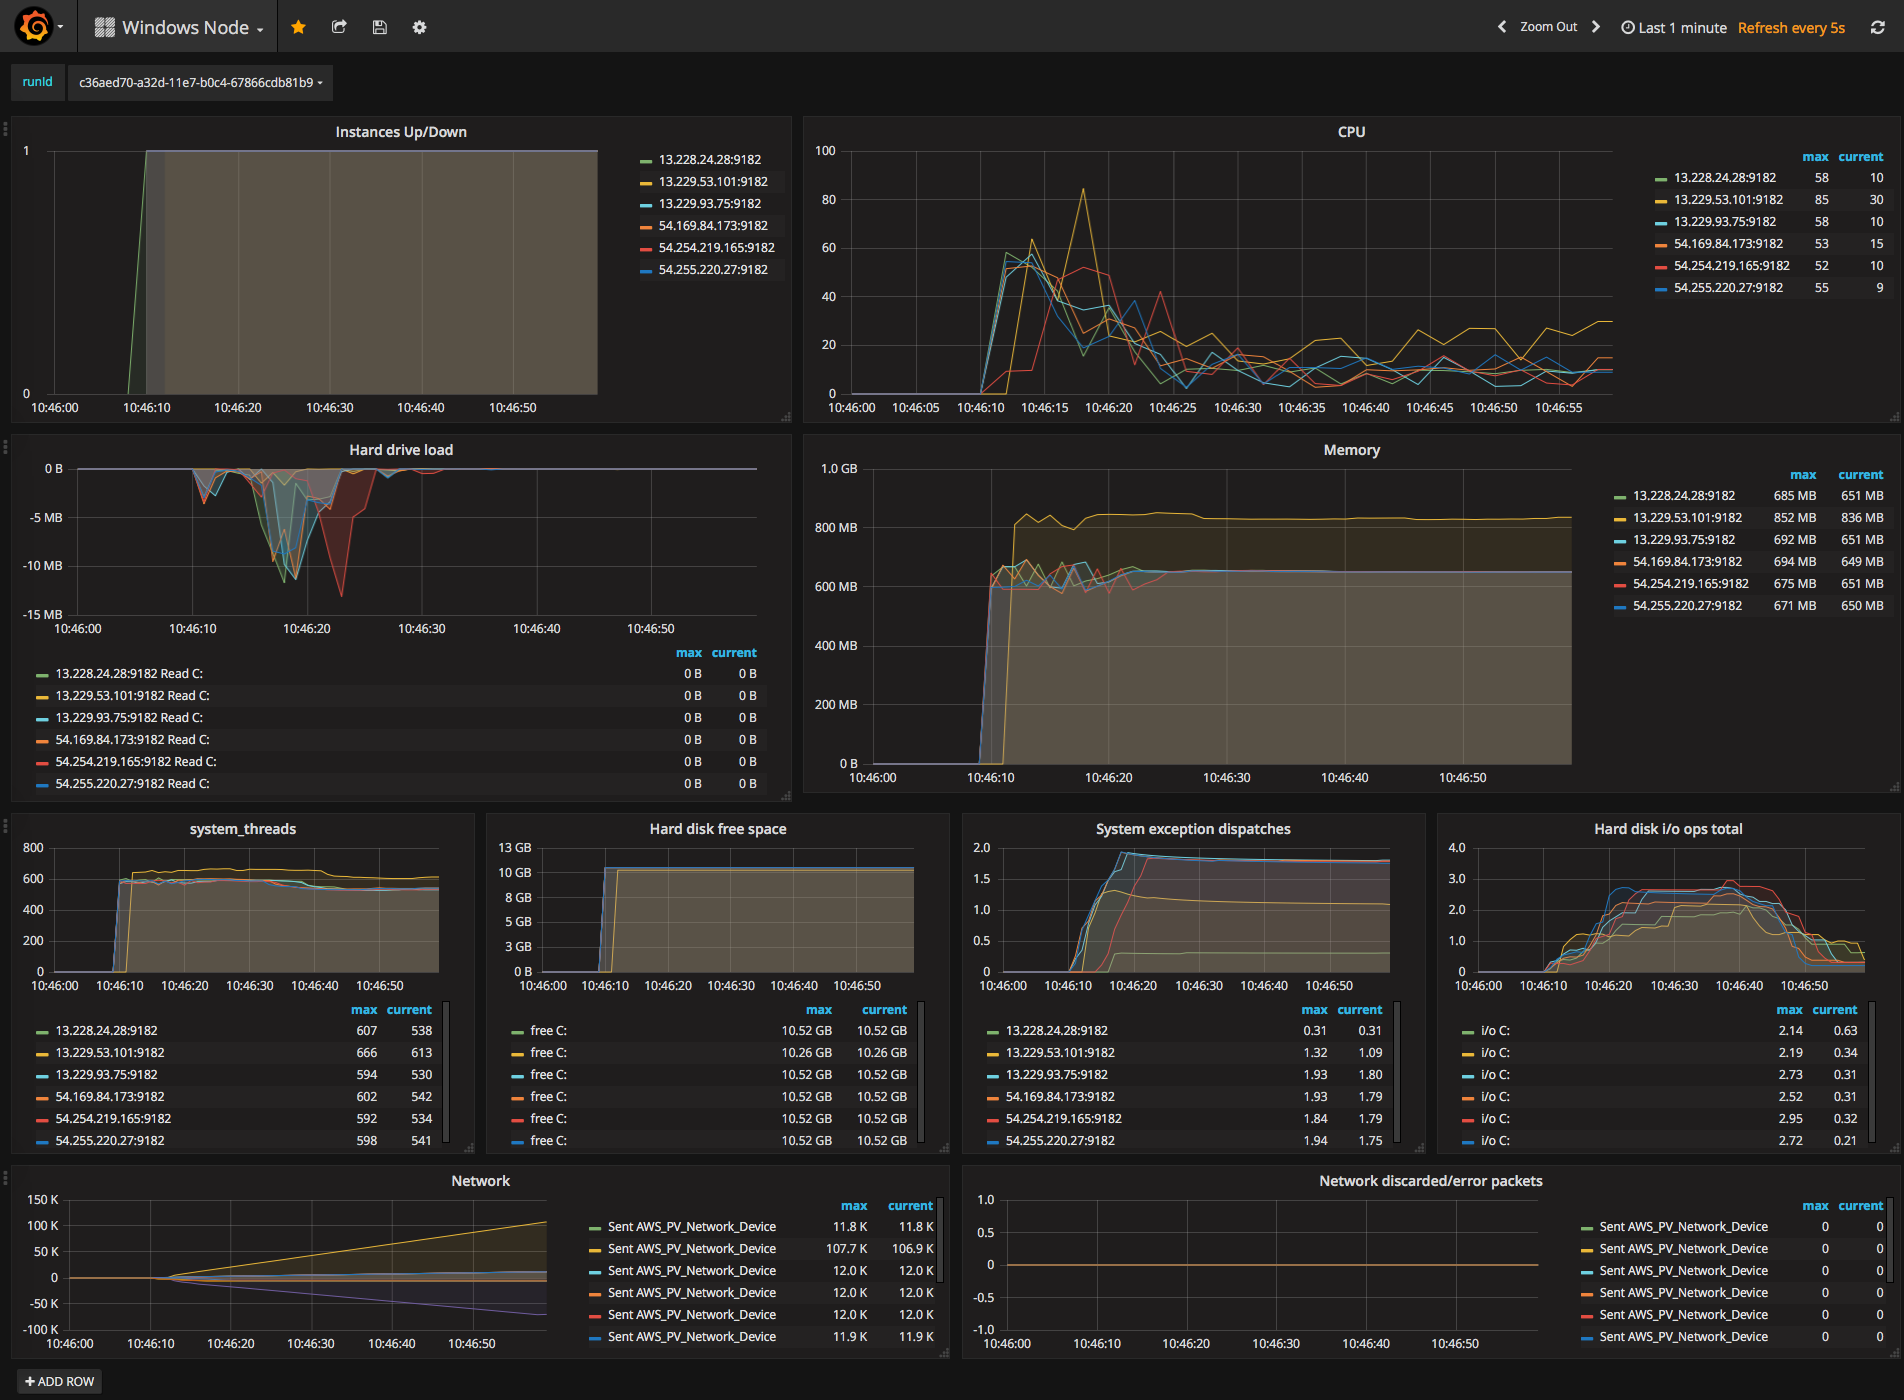 Windows Node
Zoom Out
Last 1 minute Refresh every 5s
runId c36aed70-a32d-11e7-b0c4-67866cdb81b9
Instances Up/Down
1
0
10:46:00 10:46:10 10:46:20 10:46:30 10:46:40 10:46:50
13.228.24.28:9182
13.229.53.101:9182
13.229.93.75:9182
54.169.84.173:9182
54.254.219.165:9182
54.255.220.27:9182
CPU
100
80
60
40
20
0
10:46:00 10:46:05 10:46:10 10:46:15 10:46:20 10:46:25 10:46:30 10:46:35 10:46:40 10:46:45 10:46:50 10:46:55
max current
13.228.24.28:9182 58 10
13.229.53.101:9182 85 30
13.229.93.75:9182 58 10
54.169.84.173:9182 53 15
54.254.219.165:9182 52 10
54.255.220.27:9182 55 9
Hard drive load
0 B
-5 MB
-10 MB
-15 MB
10:46:00 10:46:10 10:46:20 10:46:30 10:46:40 10:46:50
max current
13.228.24.28:9182 Read C: 0 B 0 B
13.229.53.101:9182 Read C: 0 B 0 B
13.229.93.75:9182 Read C: 0 B 0 B
54.169.84.173:9182 Read C: 0 B 0 B
54.254.219.165:9182 Read C: 0 B 0 B
54.255.220.27:9182 Read C: 0 B 0 B
Memory
1.0 GB
800 MB
600 MB
400 MB
200 MB
0 B
10:46:00 10:46:10 10:46:20 10:46:30 10:46:40 10:46:50
max current
13.228.24.28:9182 685 MB 651 MB
13.229.53.101:9182 852 MB 836 MB
13.229.93.75:9182 692 MB 651 MB
54.169.84.173:9182 694 MB 649 MB
54.254.219.165:9182 675 MB 651 MB
54.255.220.27:9182 671 MB 650 MB
system_threads
800
600
400
200
0
10:46:00 10:46:10 10:46:20 10:46:30 10:46:40 10:46:50
max current
13.228.24.28:9182 607 538
13.229.53.101:9182 666 613
13.229.93.75:9182 594 530
54.169.84.173:9182 602 542
54.254.219.165:9182 592 534
54.255.220.27:9182 598 541
Hard disk free space
13 GB
10 GB
8 GB
5 GB
3 GB
0 B
10:46:00 10:46:10 10:46:20 10:46:30 10:46:40 10:46:50
max current
free C: 10.52 GB 10.52 GB
free C: 10.26 GB 10.26 GB
free C: 10.52 GB 10.52 GB
free C: 10.52 GB 10.52 GB
free C: 10.52 GB 10.52 GB
free C: 10.52 GB 10.52 GB
System exception dispatches
2.0
1.5
1.0
0.5
0
10:46:00 10:46:10 10:46:20 10:46:30 10:46:40 10:46:50
max current
13.228.24.28:9182 0.31 0.31
13.229.53.101:9182 1.32 1.09
13.229.93.75:9182 1.93 1.80
54.169.84.173:9182 1.93 1.79
54.254.219.165:9182 1.84 1.79
54.255.220.27:9182 1.94 1.75
Hard disk i/o ops total
4.0
3.0
2.0
1.0
0
10:46:00 10:46:10 10:46:20 10:46:30 10:46:40 10:46:50
max current
i/o C: 2.14 0.63
i/o C: 2.19 0.34
i/o C: 2.73 0.31
i/o C: 2.52 0.31
i/o C: 2.95 0.32
i/o C: 2.72 0.21
Network
150 K
100 K
50 K
0
-50 K
-100 K
10:46:00 10:46:10 10:46:20 10:46:30 10:46:40 10:46:50
max current
Sent AWS_PV_Network_Device 11.8 K 11.8 K
Sent AWS_PV_Network_Device 107.7 K 106.9 K
Sent AWS_PV_Network_Device 12.0 K 12.0 K
Sent AWS_PV_Network_Device 12.0 K 12.0 K
Sent AWS_PV_Network_Device 12.0 K 12.0 K
Sent AWS_PV_Network_Device 11.9 K 11.9 K
Network discarded/error packets
1.0
0.5
0
-0.5
-1.0
10:46:00 10:46:10 10:46:20 10:46:30 10:46:40 10:46:50
max current
Sent AWS_PV_Network_Device 0 0
Sent AWS_PV_Network_Device 0 0
Sent AWS_PV_Network_Device 0 0
Sent AWS_PV_Network_Device 0 0
Sent AWS_PV_Network_Device 0 0
Sent AWS_PV_Network_Device 0 0
+ ADD ROW